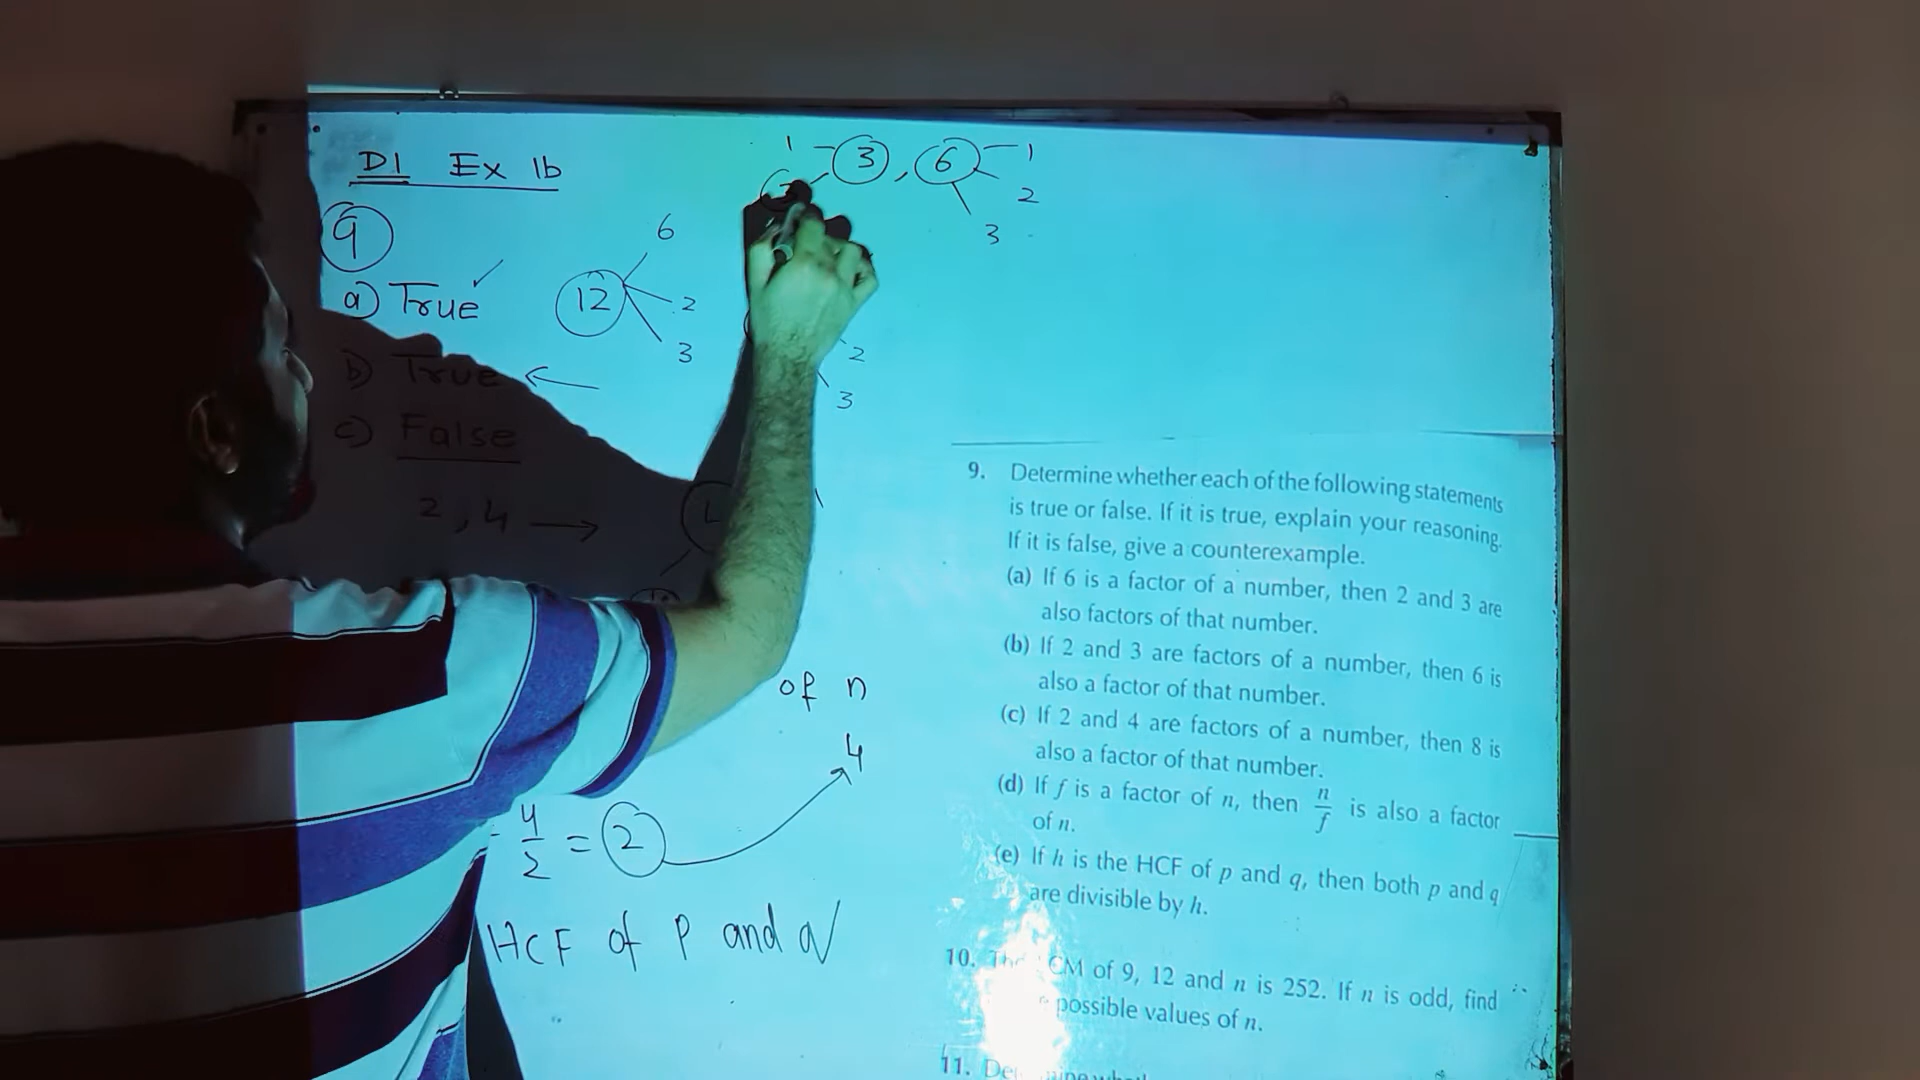 D1 Ex 1b
9
a) True
12
6
2
3
1
3 , 6
1
2
3
2
3
b) True
c) False
2 , 4
of n
4
4/2 = 2
HCF of P and q
9. Determine whether each of the following statements
is true or false. If it is true, explain your reasoning.
If it is false, give a counterexample.
(a) If 6 is a factor of a number, then 2 and 3 are
also factors of that number.
(b) If 2 and 3 are factors of a number, then 6 is
also a factor of that number.
(c) If 2 and 4 are factors of a number, then 8 is
also a factor of that number.
(d) If f is a factor of n, then n/f is also a factor
of n.
(e) If h is the HCF of p and q, then both p and q
are divisible by h.
10. CM of 9, 12 and n is 252. If n is odd, find
possible values of n.
11.